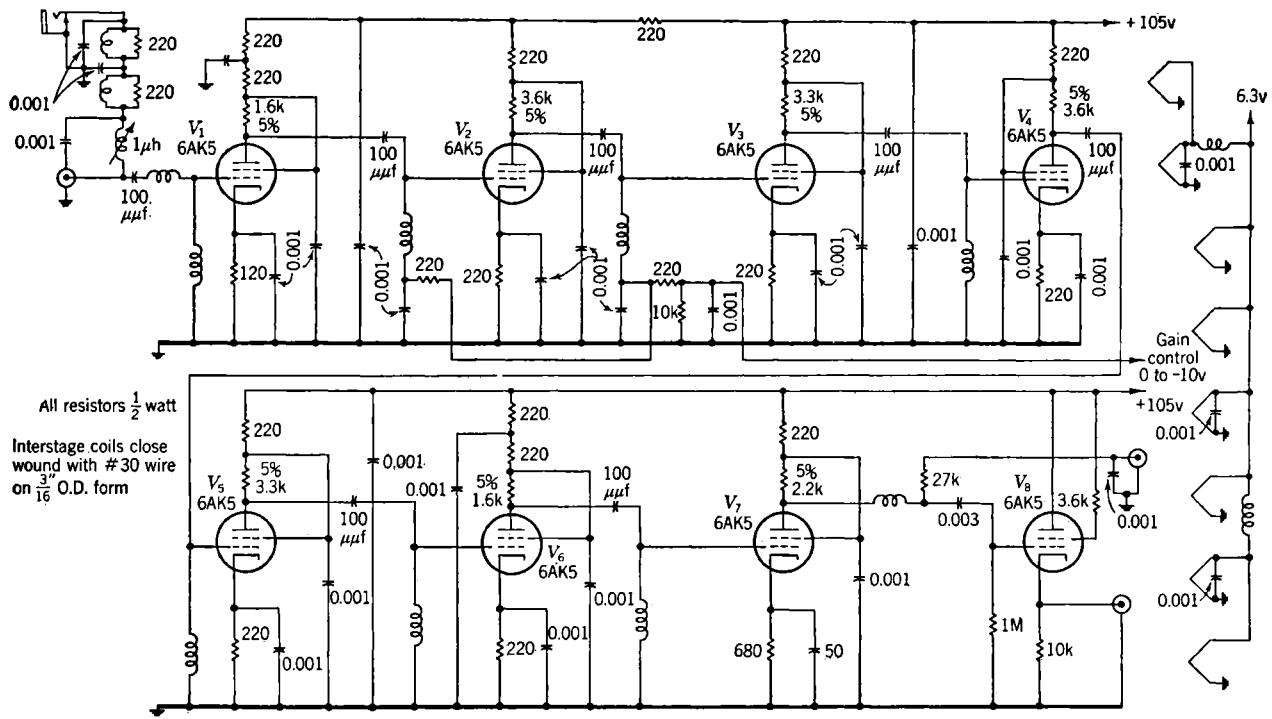 220
220
0.001
0.001
1μh
100
μμf.
V1
6AK5
220
220
1.6k
5%
120
0.001
100
μμf
0.001
220
V2
6AK5
220
3.6k
5%
220
100
μμf
0.001
220
220
10k
0.001
V3
6AK5
220
3.3k
5%
220
0.001
100
μμf
0.001
V4
6AK5
220
5%
3.6k
100
μμf
0.001
220
0.001
+105v
6.3v
0.001
Gain
control
0 to -10v
+105v
0.001
0.001
All resistors 1/2 watt
Interstage coils close
wound with #30 wire
on 3/16" O.D. form
V5
6AK5
220
5%
3.3k
220
0.001
0.001
100
μμf
0.001
0.001
220
220
5%
1.6k
V6
6AK5
220
0.001
0.001
100
μμf
V7
6AK5
220
5%
2.2k
680
50
0.001
27k
0.003
1M
V8
6AK5
3.6k
10k
0.001